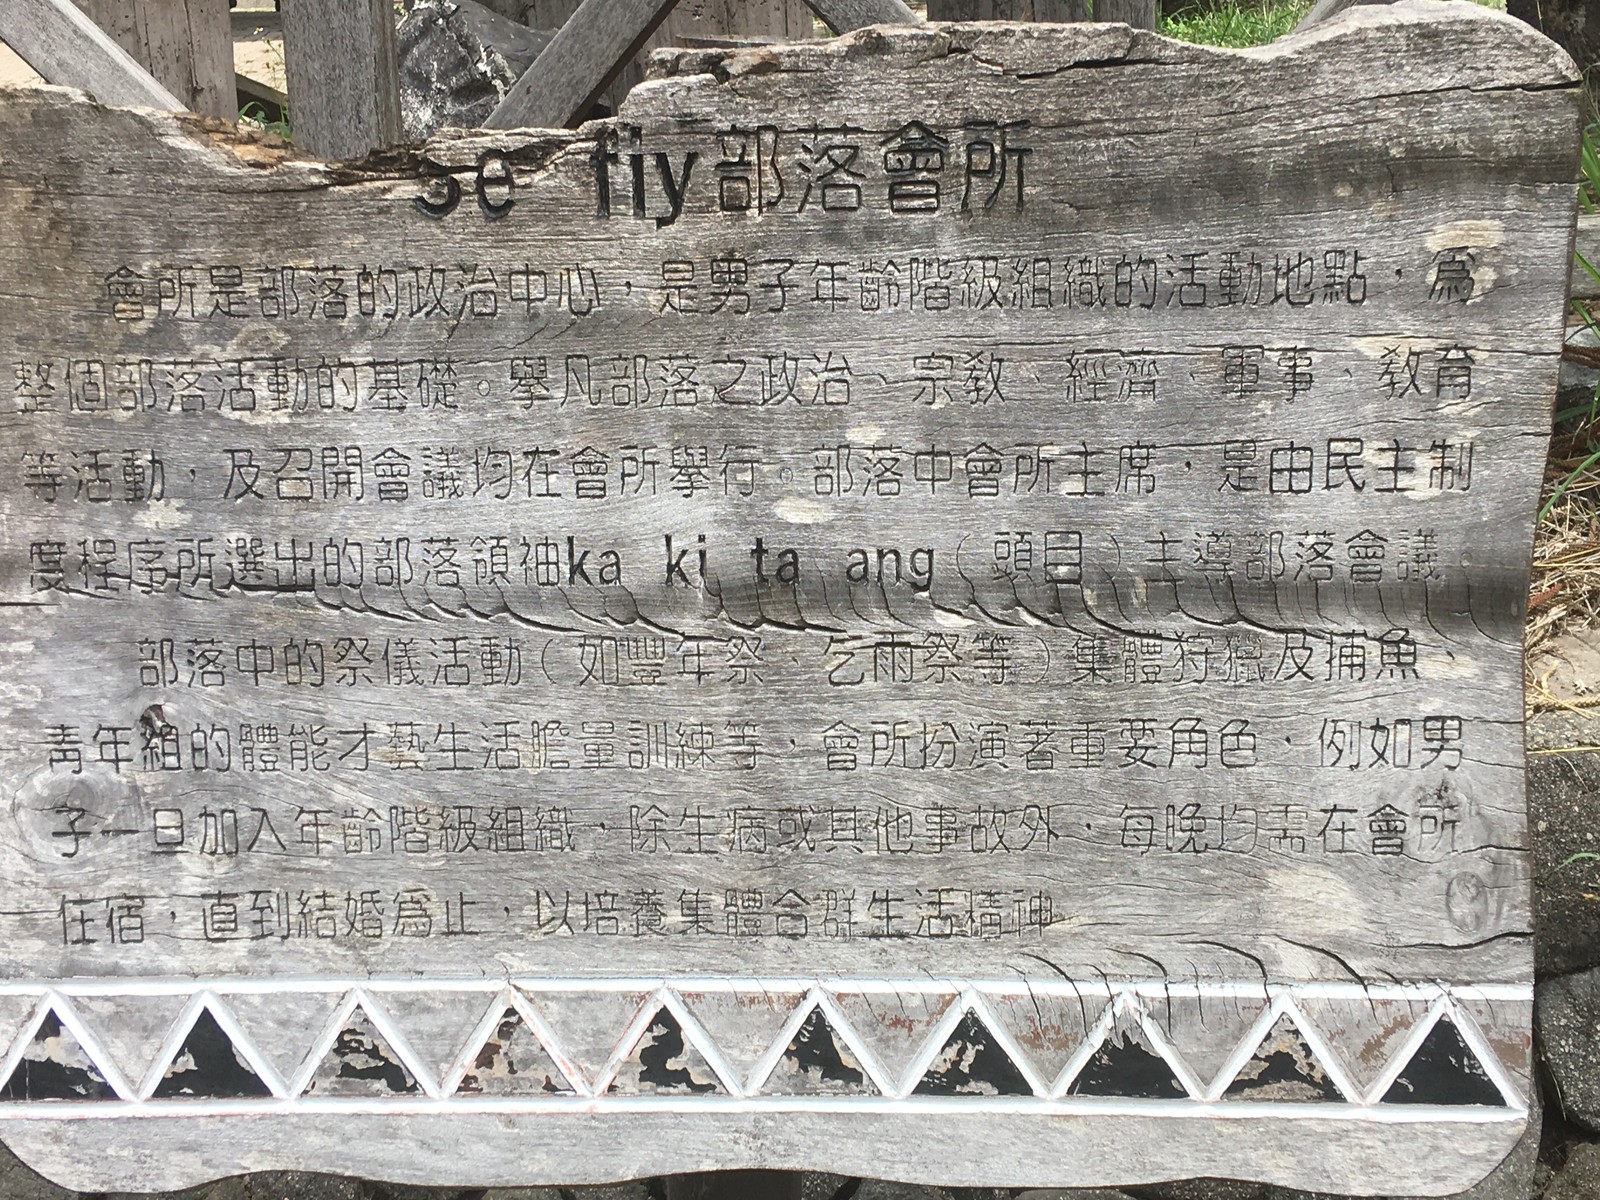 se fiy部落會所
會所是部落的政治中心，是男子年齡階級組織的活動地點，為
整個部落活動的基礎。舉凡部落之政治、宗教、經濟、軍事、教育
等活動，及召開會議均在會所舉行。部落中會所主席，是由民主制
度程序所選出的部落領袖ka ki ta ang（頭目）主導部落會議。
部落中的祭儀活動（如豐年祭、乞雨祭等）集體狩獵及捕魚、
青年組的體能才藝生活膽量訓練等，會所扮演著重要角色，例如男
子一旦加入年齡階級組織，除生病或其他事故外，每晚均需在會所
住宿，直到結婚為止，以培養集體合群生活精神